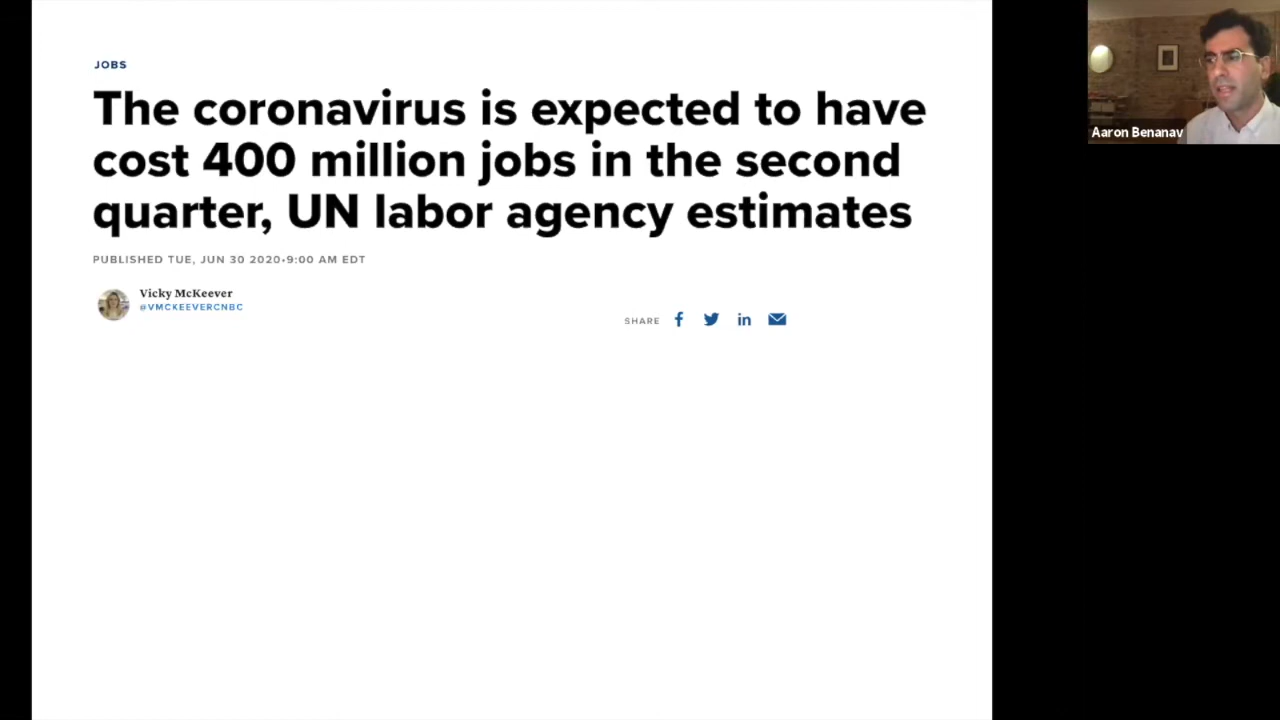 JOBS
The coronavirus is expected to have
cost 400 million jobs in the second
quarter, UN labor agency estimates
PUBLISHED TUE, JUN 30 2020•9:00 AM EDT
Vicky McKeever
@VMCKEEVERCNBC
SHARE
Aaron Benanav